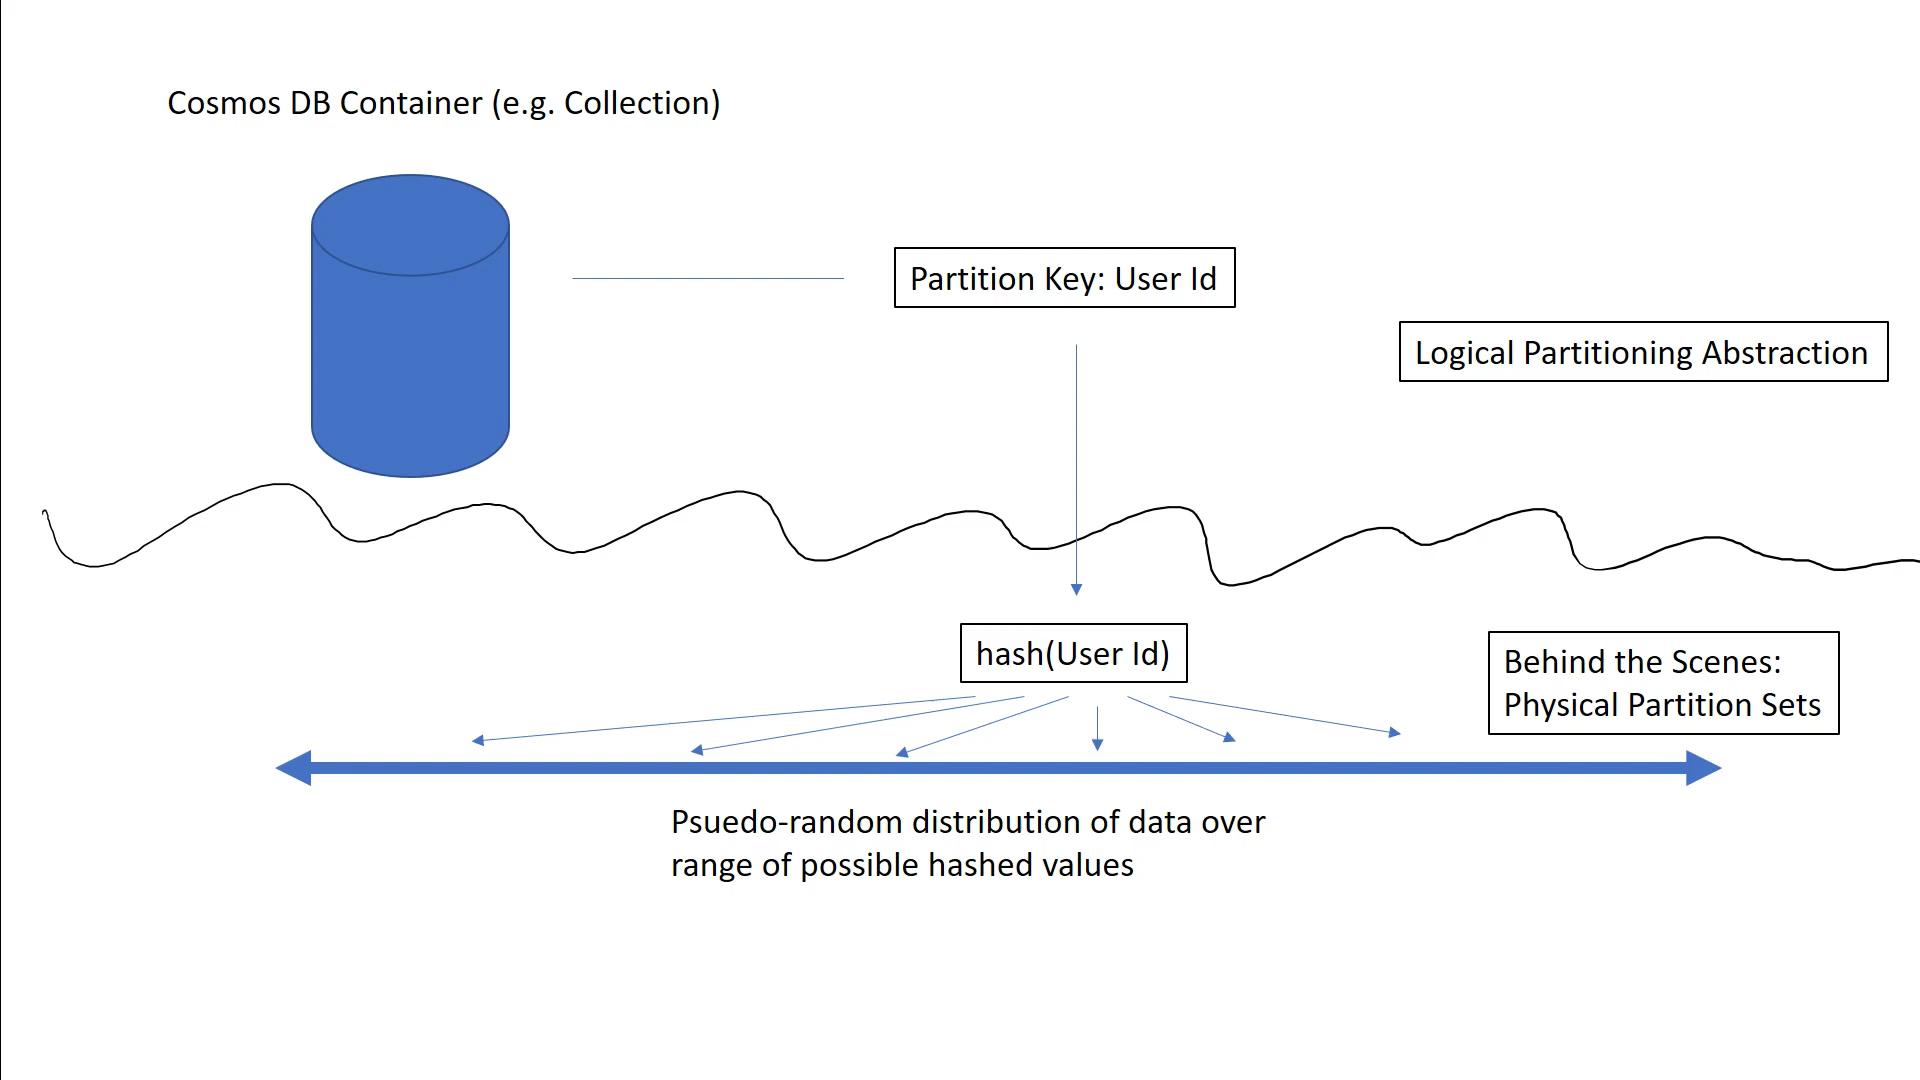 Cosmos DB Container (e.g. Collection)
Partition Key: User Id
Logical Partitioning Abstraction
hash(User Id)
Behind the Scenes:
Physical Partition Sets
Psuedo-random distribution of data over
range of possible hashed values